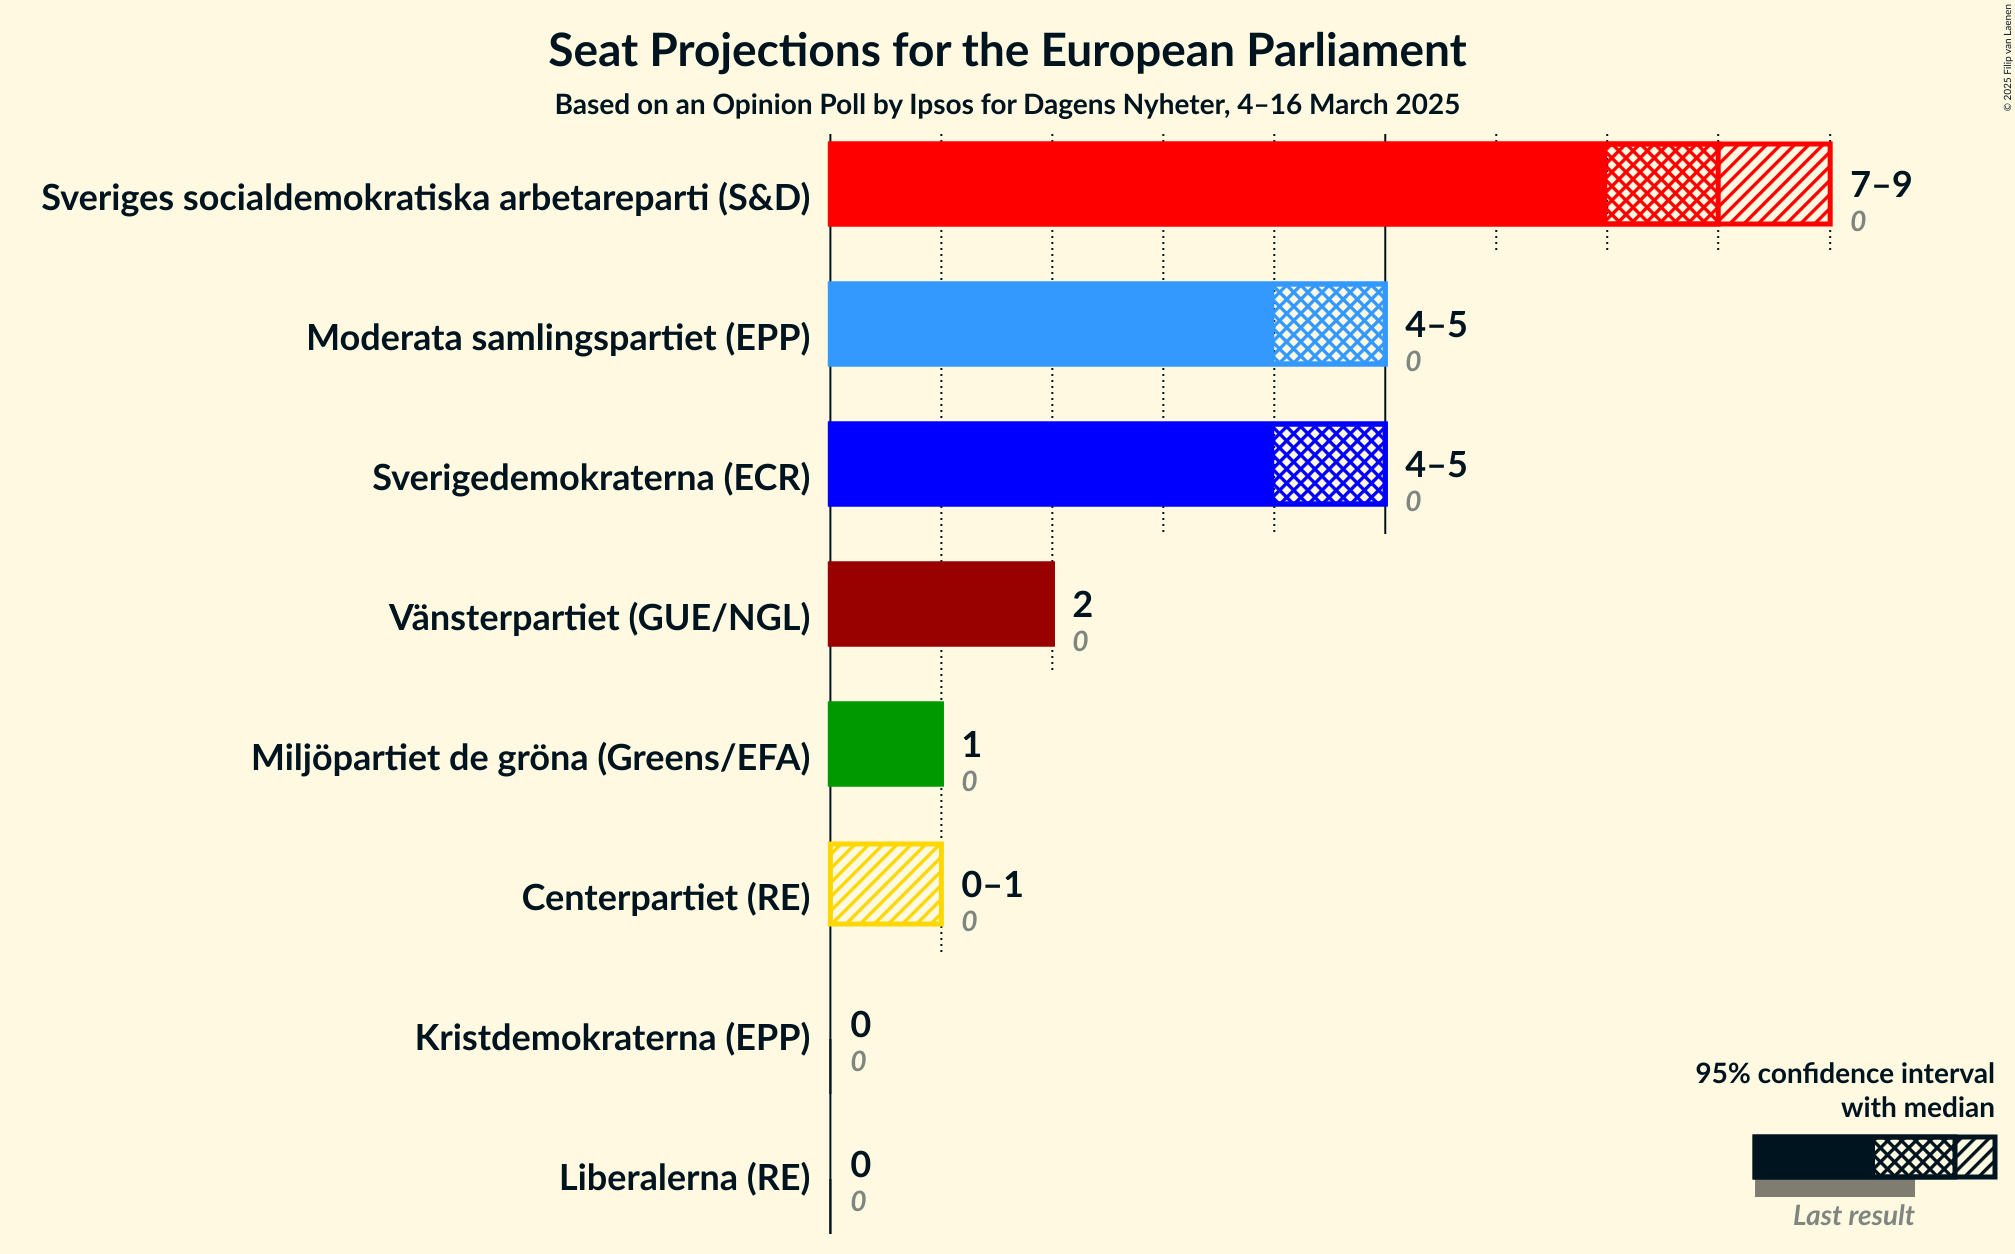 Seat Projections for the European Parliament
Based on an Opinion Poll by Ipsos for Dagens Nyheter, 4–16 March 2025
© 2025 Filip van Laenen
Sveriges socialdemokratiska arbetareparti (S&D)
7–9
0
Moderata samlingspartiet (EPP)
4–5
0
Sverigedemokraterna (ECR)
4–5
0
Vänsterpartiet (GUE/NGL)
2
0
Miljöpartiet de gröna (Greens/EFA)
1
0
Centerpartiet (RE)
0–1
0
Kristdemokraterna (EPP)
0
0
Liberalerna (RE)
0
0
95% confidence interval
with median
Last result